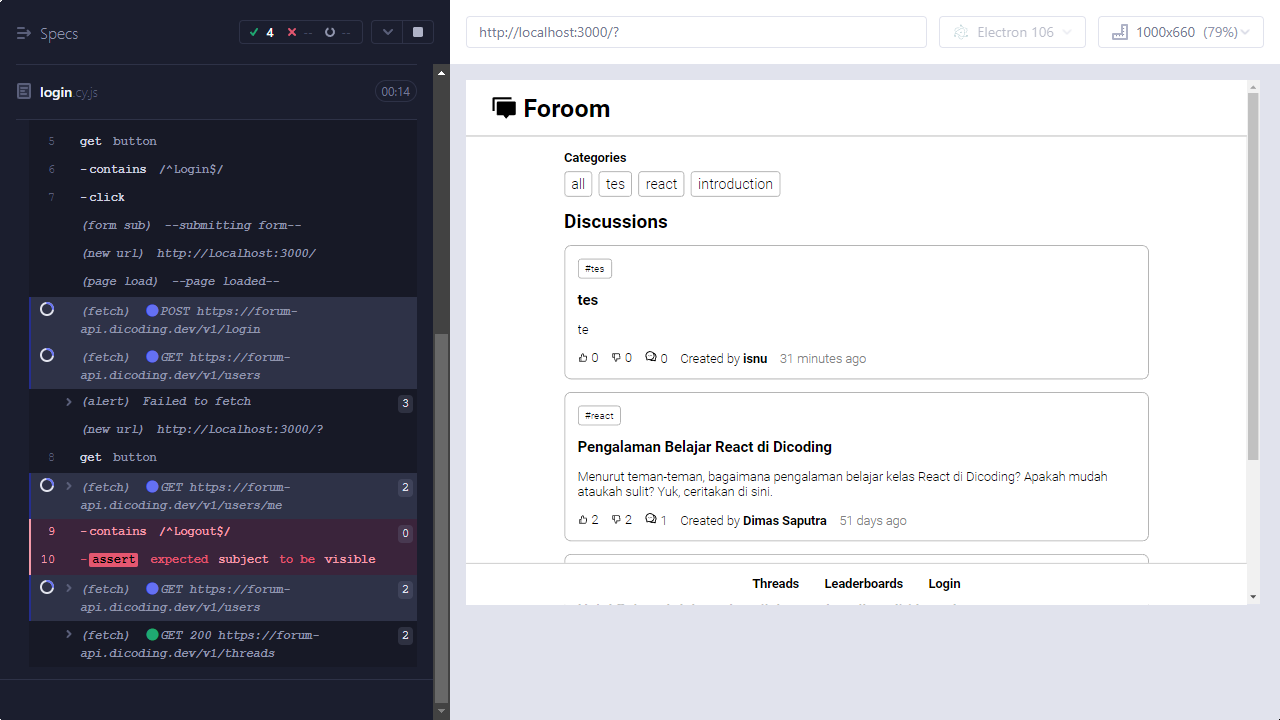 Specs
4
--
--
login.cy.js
00:14
5 get button
6 -contains /^Login$/
7 -click
(form sub) --submitting form--
(new url) http://localhost:3000/
(page load) --page loaded--
(fetch) POST https://forum-
api.dicoding.dev/v1/login
(fetch) GET https://forum-
api.dicoding.dev/v1/users
(alert) Failed to fetch 3
(new url) http://localhost:3000/?
8 get button
(fetch) GET https://forum- 2
api.dicoding.dev/v1/users/me
9 -contains /^Logout$/ 0
10 -assert expected subject to be visible
(fetch) GET https://forum- 2
api.dicoding.dev/v1/users
(fetch) GET 200 https://forum- 2
api.dicoding.dev/v1/threads
http://localhost:3000/?
Electron 106
1000x660 (79%)
Foroom
Categories
all tes react introduction
Discussions
#tes
tes
te
0 0 0 Created by isnu 31 minutes ago
#react
Pengalaman Belajar React di Dicoding
Menurut teman-teman, bagaimana pengalaman belajar kelas React di Dicoding? Apakah mudah
ataukah sulit? Yuk, ceritakan di sini.
2 2 1 Created by Dimas Saputra 51 days ago
Threads Leaderboards Login